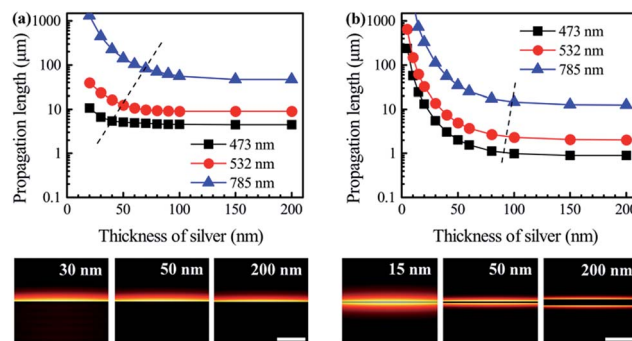 (a)
Propagation length (μm)
1000
100
10
1
0.1
473 nm
532 nm
785 nm
0 50 100 150 200
Thickness of silver (nm)
30 nm
50 nm
200 nm
(b)
Propagation length (μm)
1000
100
10
1
0.1
473 nm
532 nm
785 nm
0 50 100 150 200
Thickness of silver (nm)
15 nm
50 nm
200 nm